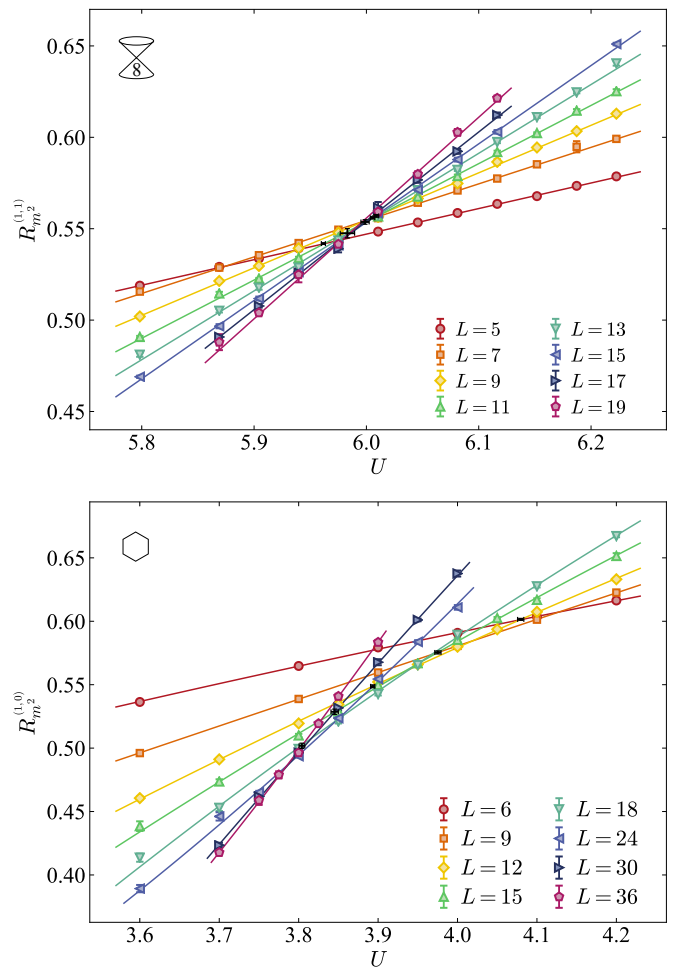 0.65
0.60
0.55
0.50
0.45
R_{m^2}^{(1,1)}
8
L = 5
L = 7
L = 9
L = 11
L = 13
L = 15
L = 17
L = 19
5.8 5.9 6.0 6.1 6.2
U
0.65
0.60
0.55
0.50
0.45
0.40
R_{m^2}^{(1,0)}
L = 6
L = 9
L = 12
L = 15
L = 18
L = 24
L = 30
L = 36
3.6 3.7 3.8 3.9 4.0 4.1 4.2
U